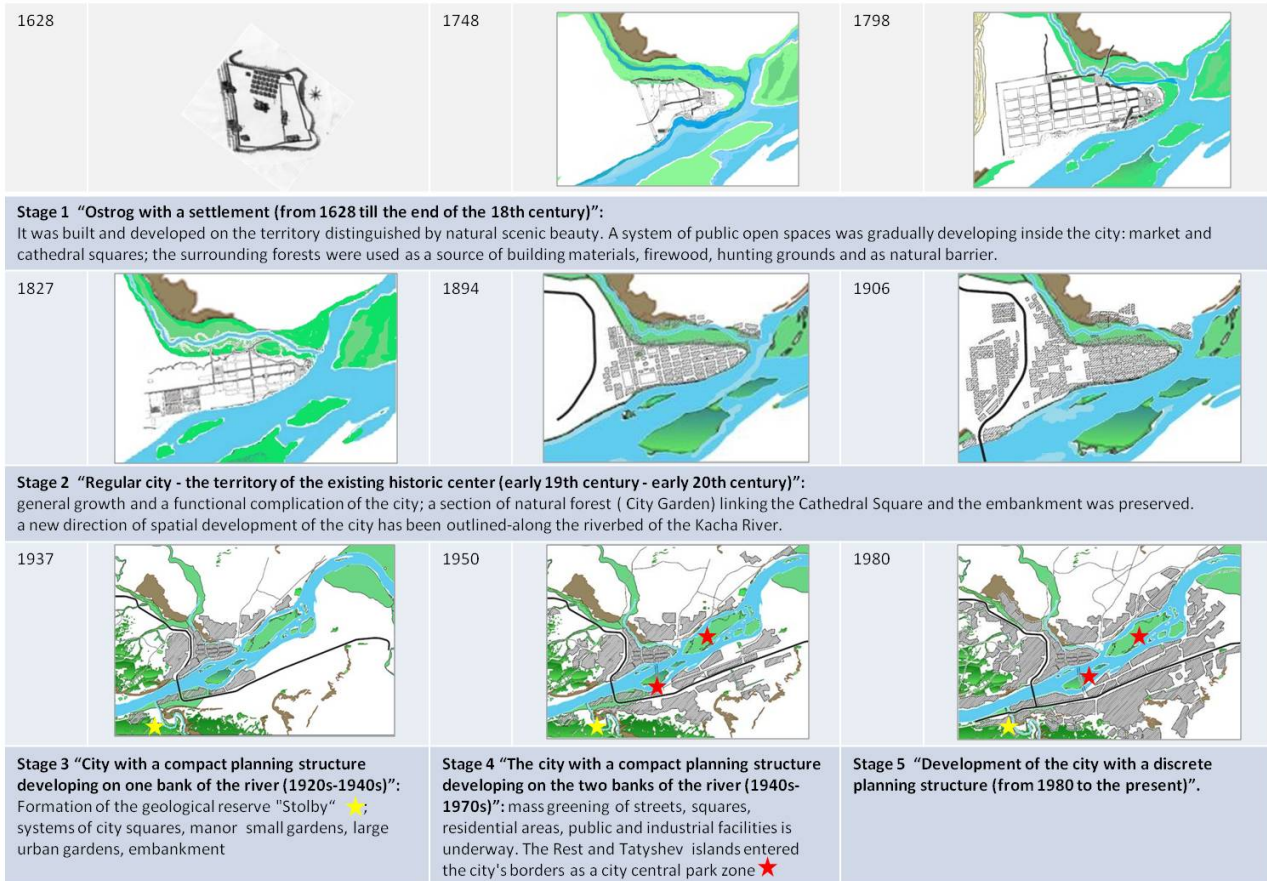 1628
1748
1798
Stage 1 “Ostrog with a settlement (from 1628 till the end of the 18th century)”:
It was built and developed on the territory distinguished by natural scenic beauty. A system of public open spaces was gradually developing inside the city: market and
cathedral squares; the surrounding forests were used as a source of building materials, firewood, hunting grounds and as natural barrier.
1827
1894
1906
Stage 2 “Regular city - the territory of the existing historic center (early 19th century - early 20th century)”:
general growth and a functional complication of the city; a section of natural forest ( City Garden) linking the Cathedral Square and the embankment was preserved.
a new direction of spatial development of the city has been outlined-along the riverbed of the Kacha River.
1937
1950
1980
Stage 3 “City with a compact planning structure
developing on one bank of the river (1920s-1940s)”:
Formation of the geological reserve "Stolby“ ;
systems of city squares, manor small gardens, large
urban gardens, embankment
Stage 4 “The city with a compact planning structure
developing on the two banks of the river (1940s-
1970s)”: mass greening of streets, squares,
residential areas, public and industrial facilities is
underway. The Rest and Tatyshev islands entered
the city's borders as a city central park zone
Stage 5 “Development of the city with a discrete
planning structure (from 1980 to the present)”.